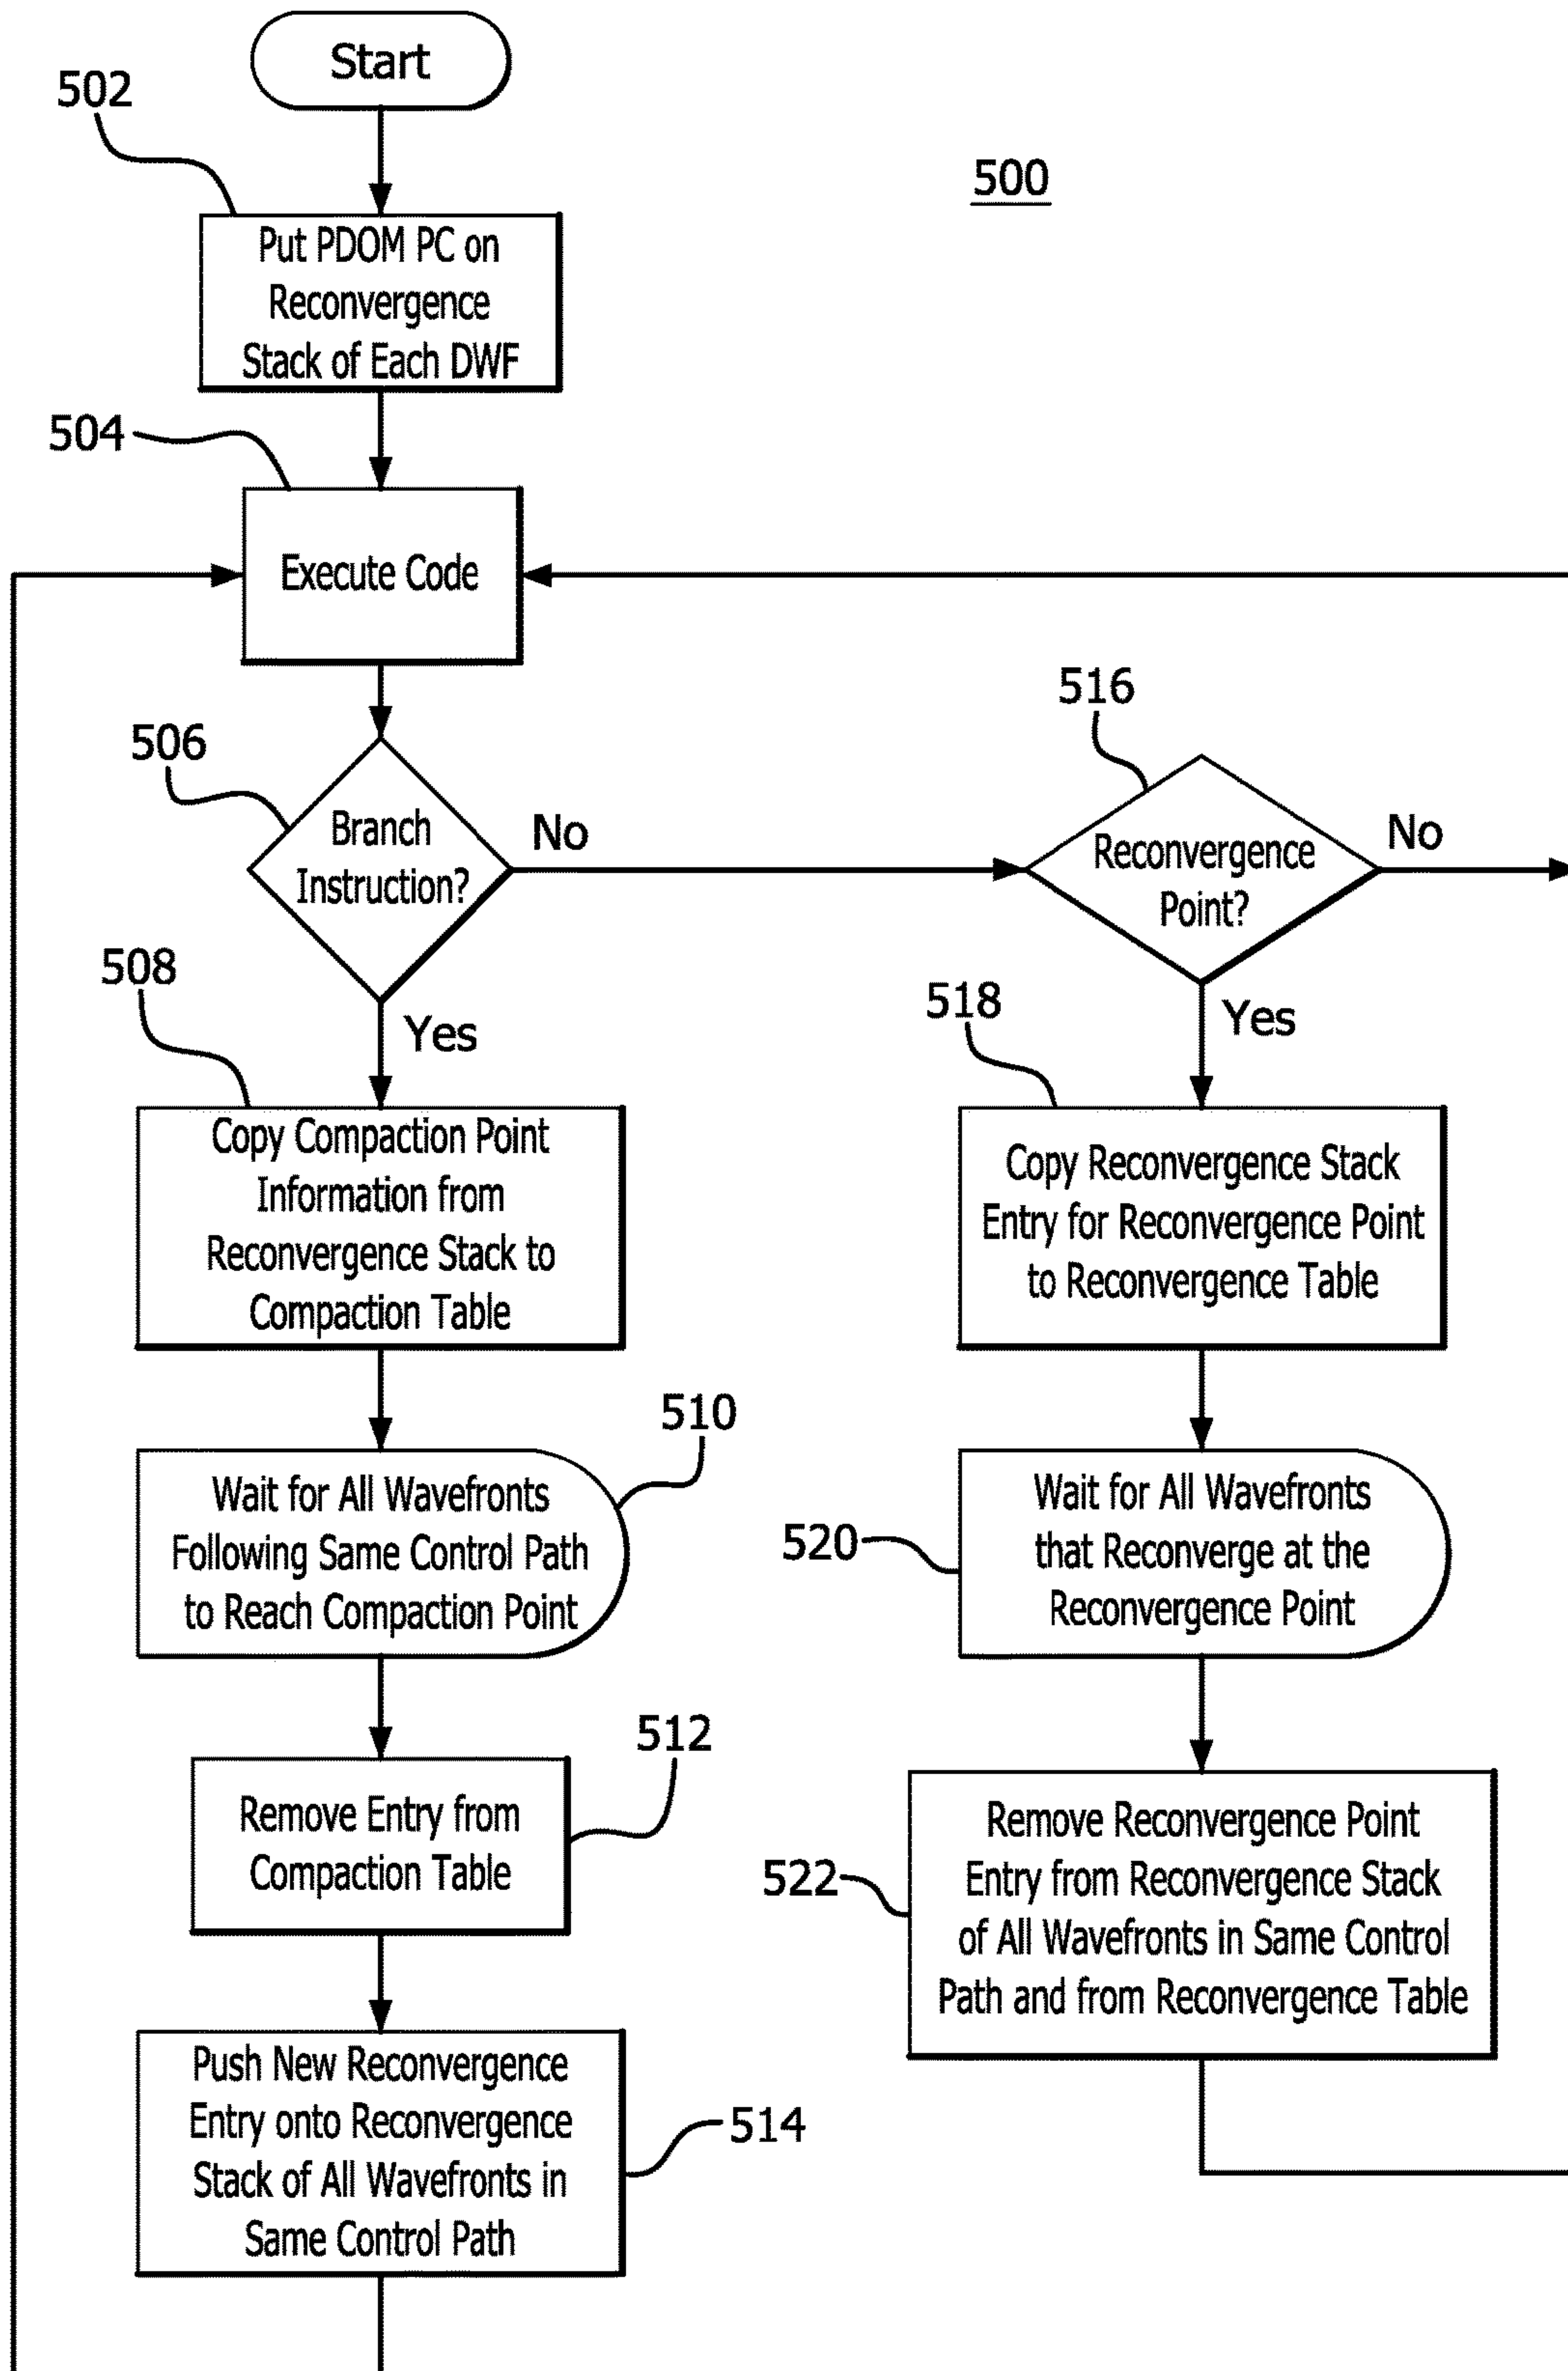 Start
502
500
Put PDOM PC on
Reconvergence
Stack of Each DWF
504
Execute Code
506
Branch
Instruction?
No
516
Reconvergence
Point?
No
508
Yes
Copy Compaction Point
Information from
Reconvergence Stack to
Compaction Table
518
Yes
Copy Reconvergence Stack
Entry for Reconvergence Point
to Reconvergence Table
510
Wait for All Wavefronts
Following Same Control Path
to Reach Compaction Point
520
Wait for All Wavefronts
that Reconverge at the
Reconvergence Point
512
Remove Entry from
Compaction Table
522
Remove Reconvergence Point
Entry from Reconvergence Stack
of All Wavefronts in Same Control
Path and from Reconvergence Table
Push New Reconvergence
Entry onto Reconvergence
Stack of All Wavefronts in
Same Control Path
514